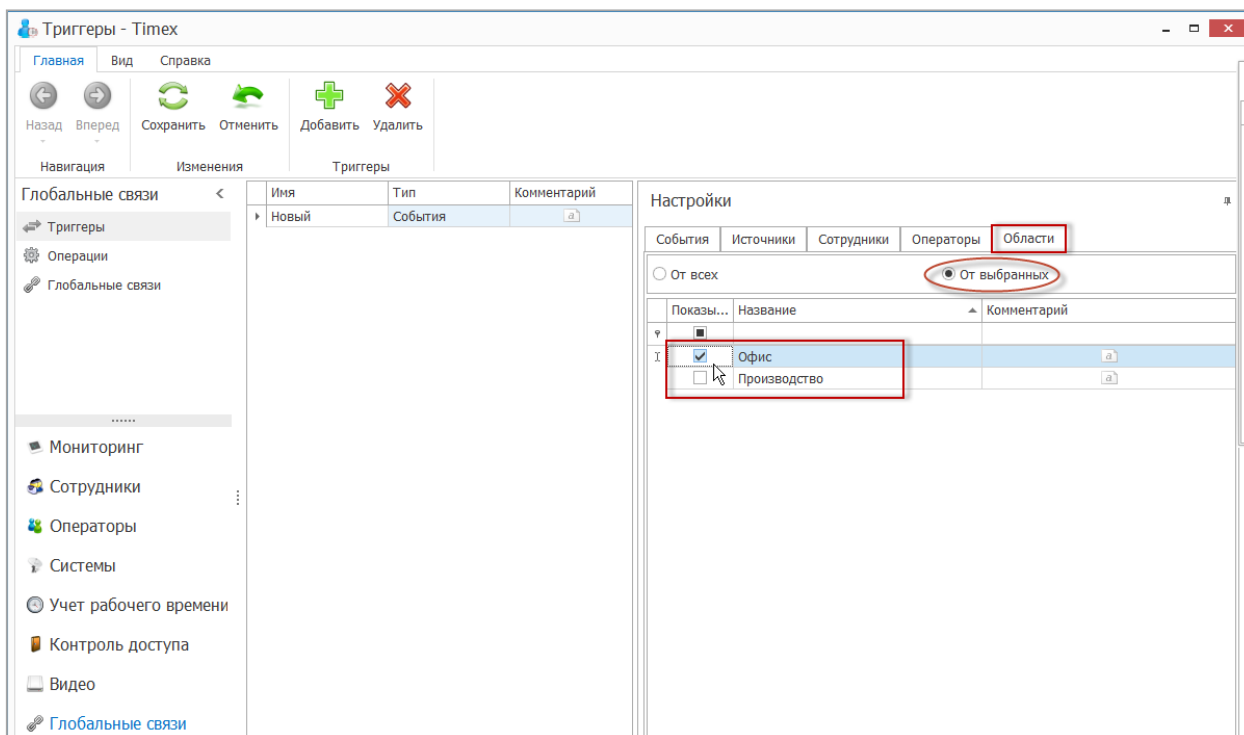 Триггеры - Timex
Главная Вид Справка
Назад Вперед Сохранить Отменить Добавить Удалить
Навигация Изменения Триггеры
Глобальные связи
Триггеры
Операции
Глобальные связи
Мониторинг
Сотрудники
Операторы
Системы
Учет рабочего времени
Контроль доступа
Видео
Глобальные связи
Имя Тип Комментарий
Новый События a
Настройки
События Источники Сотрудники Операторы Области
От всех От выбранных
Показы... Название Комментарий
Офис a
Производство a